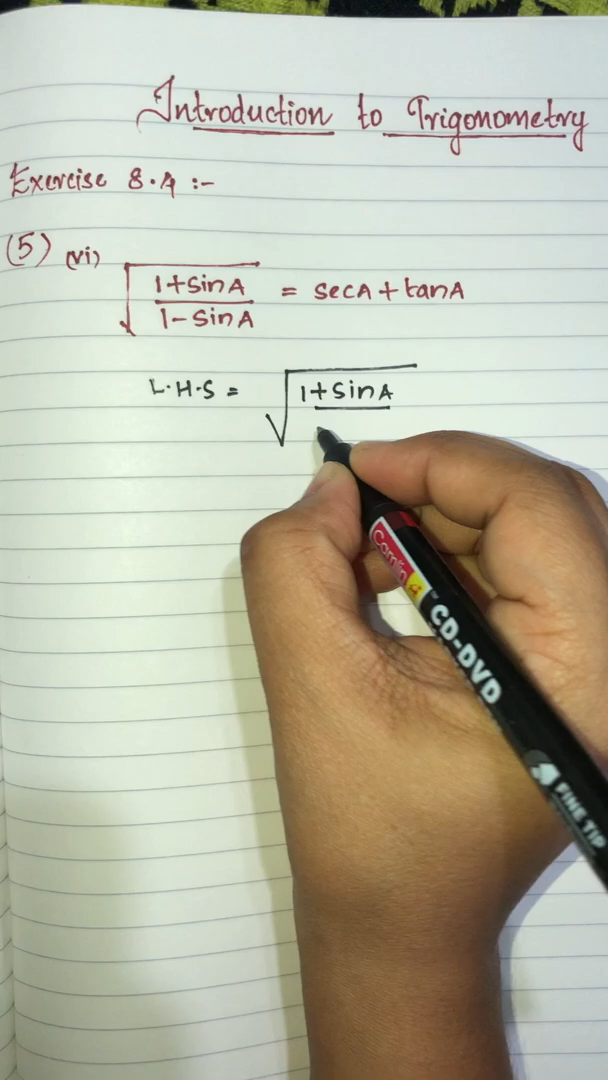 Introduction to Trigonometry
Exercise 8.4 :-
(5) (vi) √(1+sinA / 1-sinA) = secA + tanA
L.H.S = √(1+sinA
Camlin
CD-DVD
FINE TIP